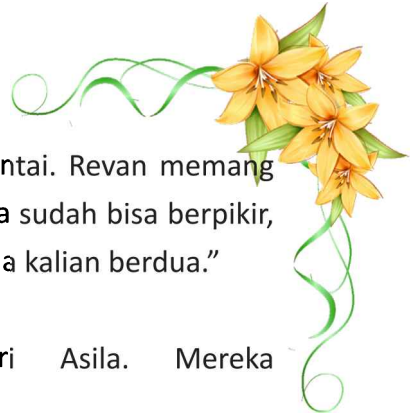 ntai. Revan memang
a sudah bisa berpikir,
a kalian berdua.”
ri Asila. Mereka